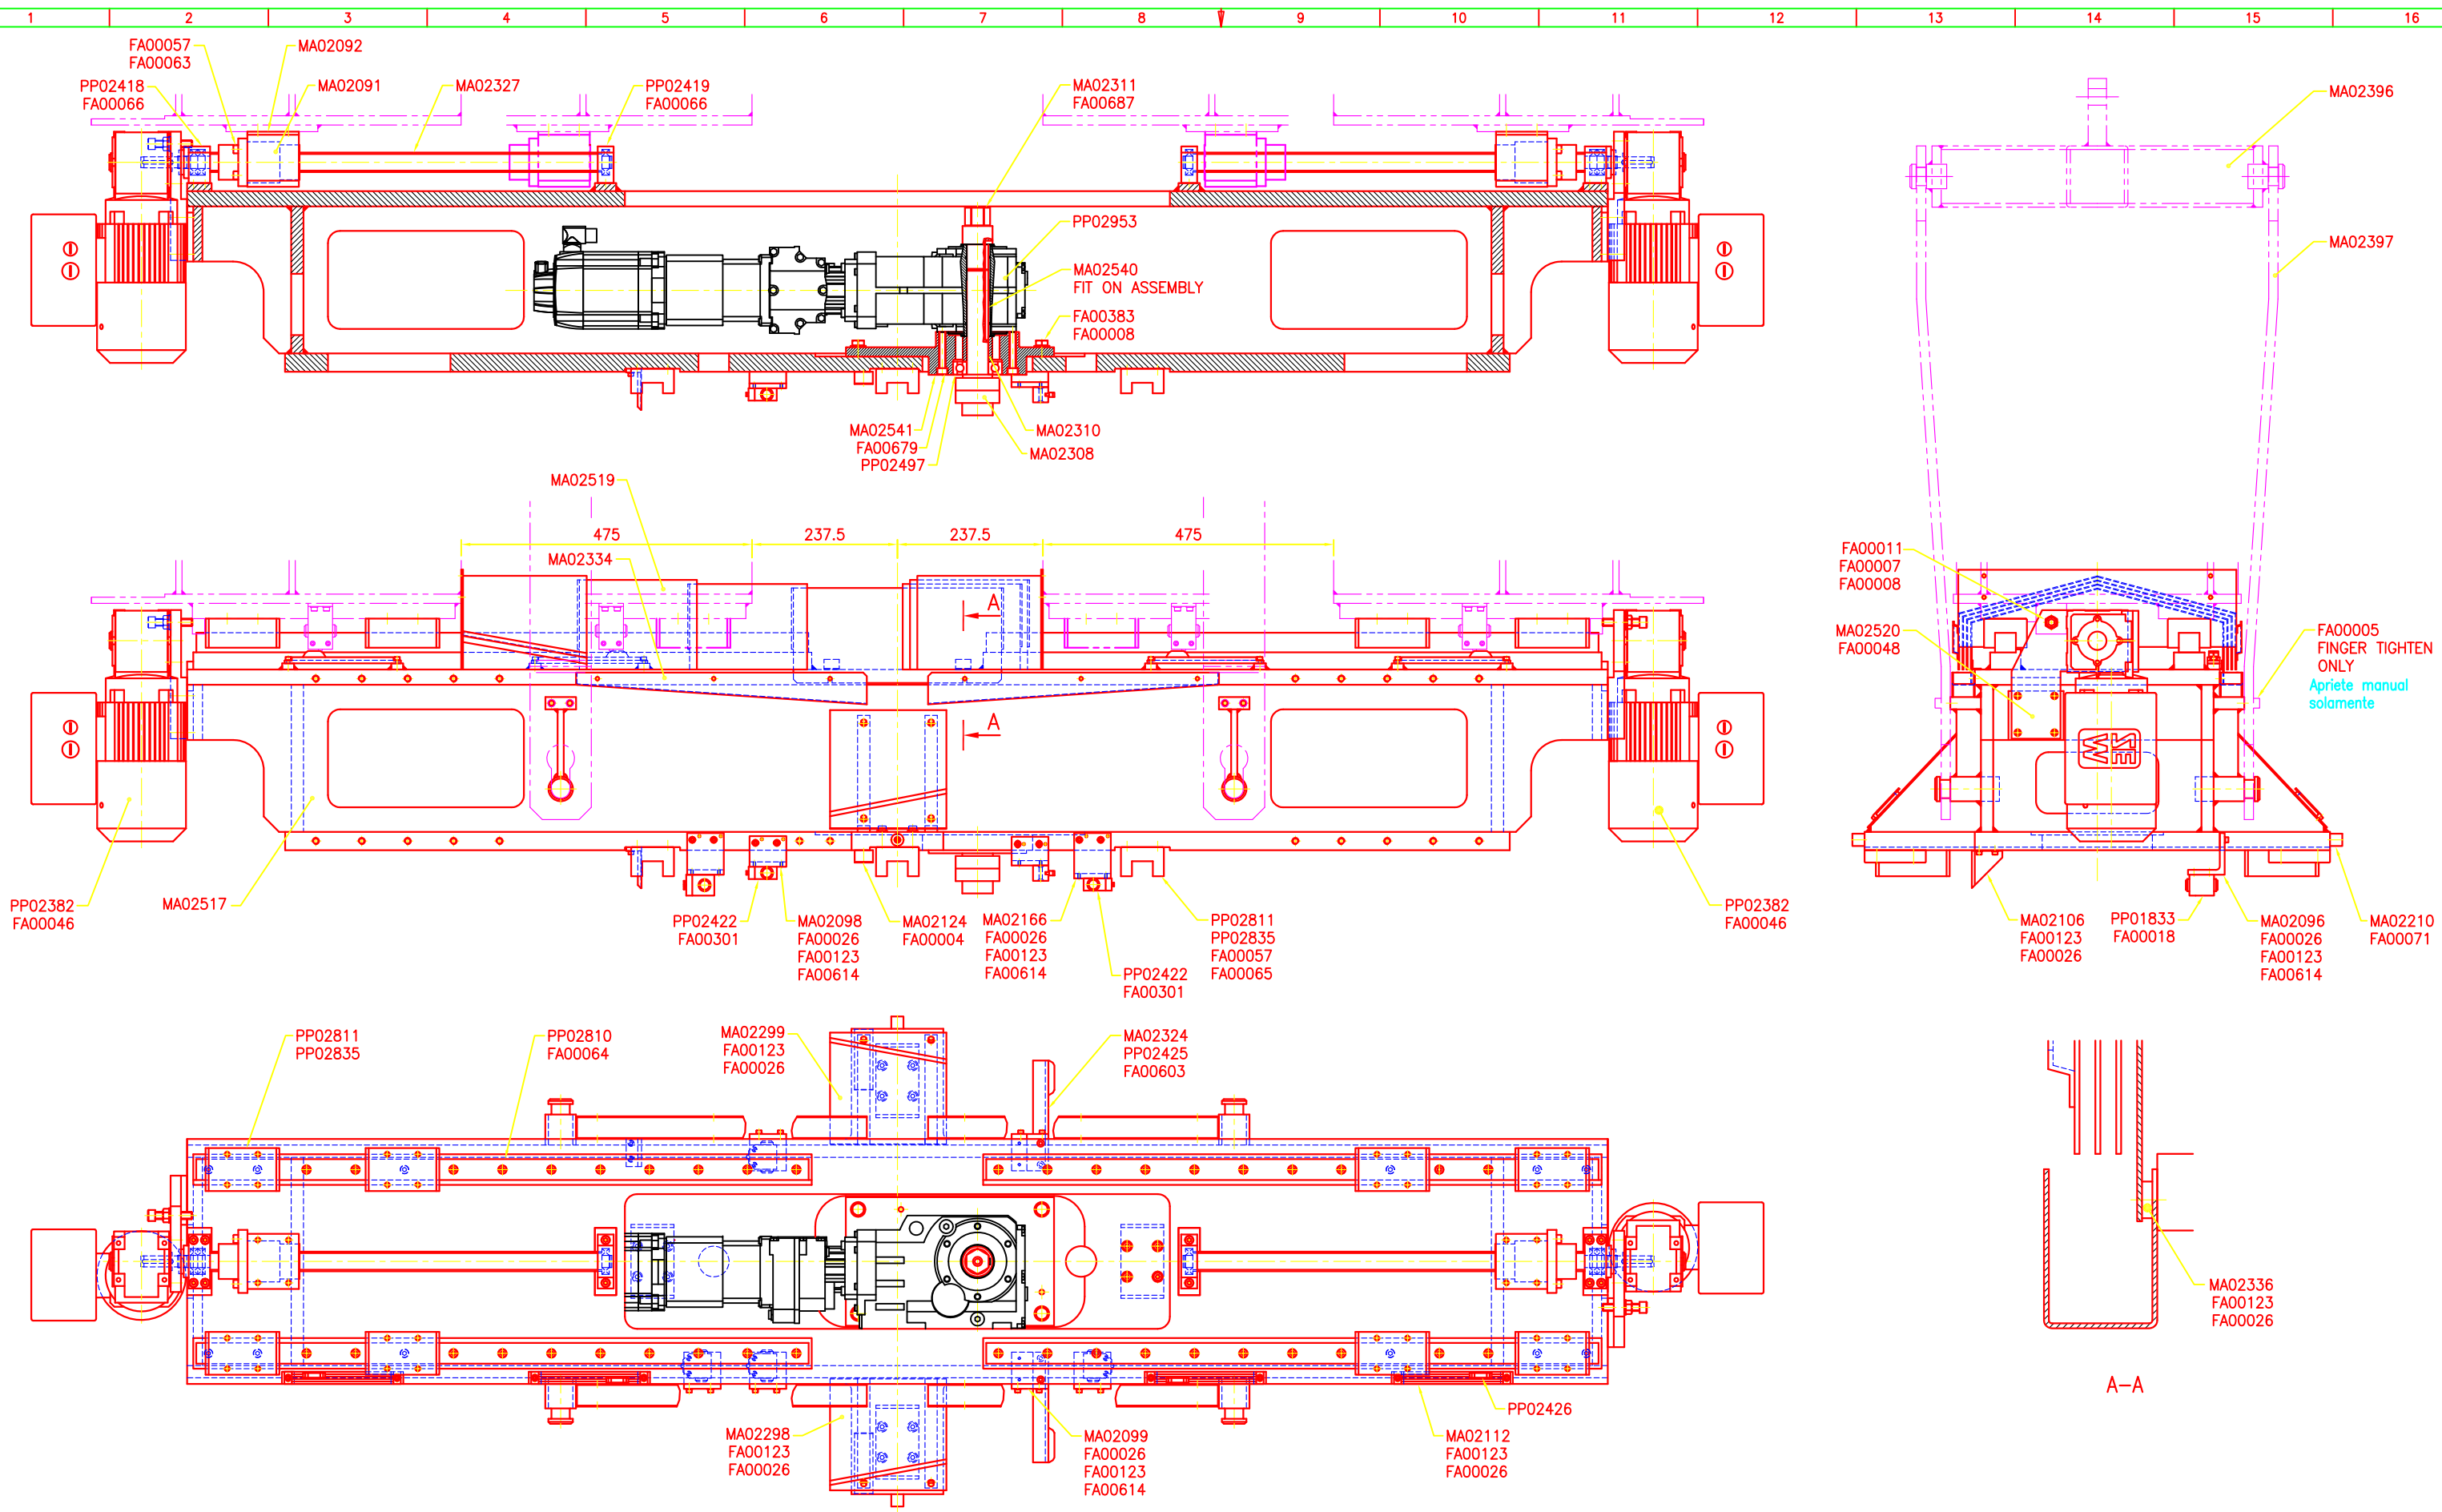 1 2 3 4 5 6 7 8 9 10 11 12 13 14 15 16
FA00057
FA00063
MA02092
PP02418
FA00066
MA02091
MA02327
PP02419
FA00066
MA02311
FA00687
MA02396
PP02953
MA02540
FIT ON ASSEMBLY
FA00383
FA00008
MA02397
MA02541
FA00679
PP02497
MA02310
MA02308
MA02519
475
237.5
237.5
475
MA02334
A
A
FA00011
FA00007
FA00008
MA02520
FA00048
FA00005
FINGER TIGHTEN
ONLY
Apriete manual
solamente
PP02382
FA00046
MA02517
PP02422
FA00301
MA02098
FA00026
FA00123
FA00614
MA02124
FA00004
MA02166
FA00026
FA00123
FA00614
PP02422
FA00301
PP02811
PP02835
FA00057
FA00065
PP02382
FA00046
MA02106
FA00123
FA00026
PP01833
FA00018
MA02096
FA00026
FA00123
FA00614
MA02210
FA00071
PP02811
PP02835
PP02810
FA00064
MA02299
FA00123
FA00026
MA02324
PP02425
FA00603
MA02336
FA00123
FA00026
A-A
MA02298
FA00123
FA00026
MA02099
FA00026
FA00123
FA00614
MA02112
FA00123
FA00026
PP02426